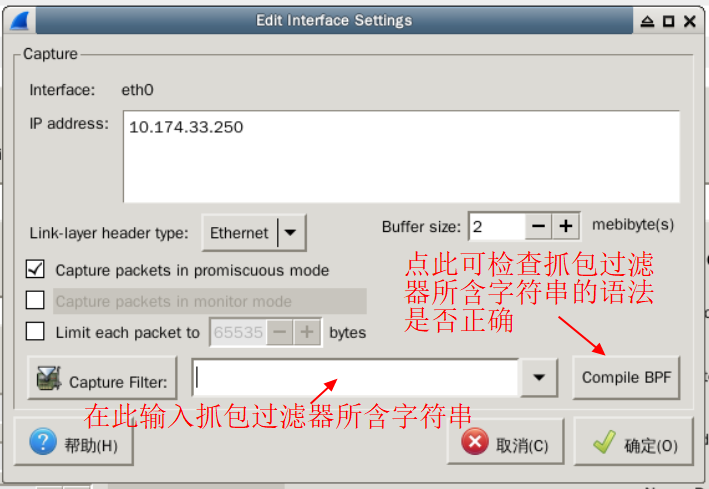 Edit Interface Settings
Capture
Interface: eth0
IP address: 10.174.33.250
Link-layer header type: Ethernet
Buffer size: 2 mebibyte(s)
Capture packets in promiscuous mode
点此可检查抓包过滤
器所含字符串的语法
是否正确
Capture packets in monitor mode
Limit each packet to 65535 bytes
Capture Filter:
Compile BPF
在此输入抓包过滤器所含字符串
帮助(H)
取消(C)
确定(O)